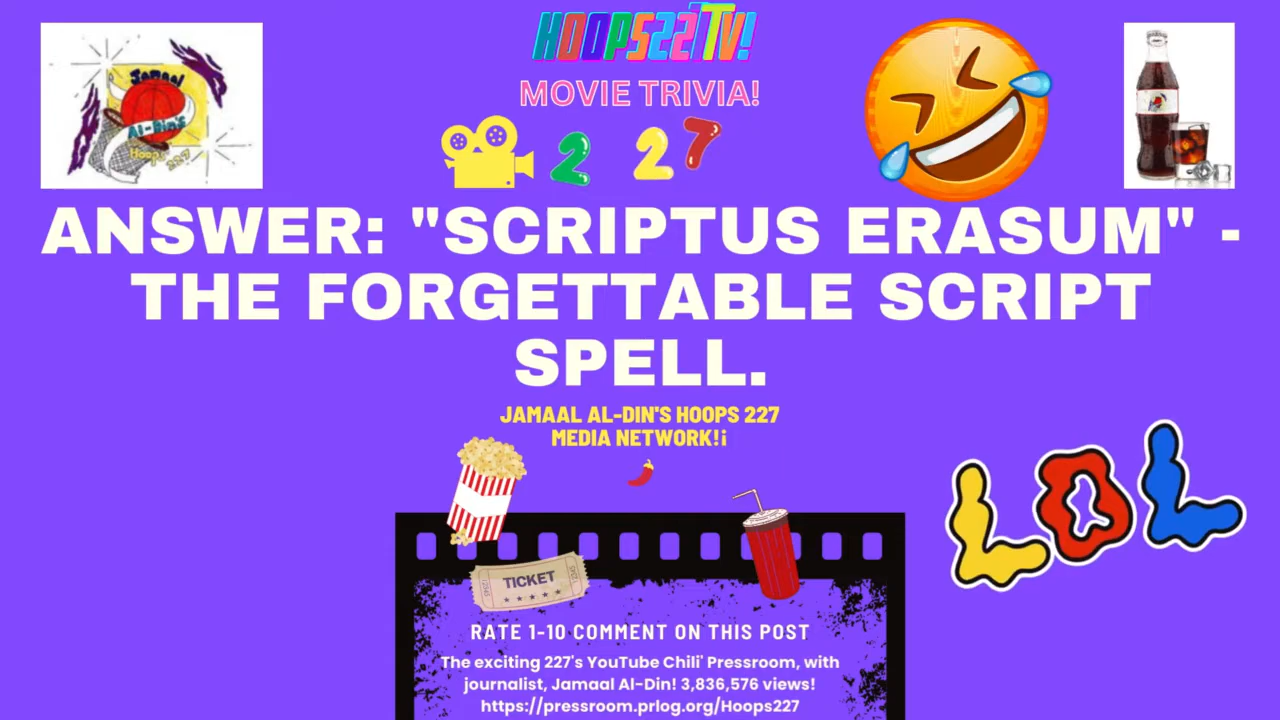 HOOPS227TV!
MOVIE TRIVIA!
2 27
Jamaal
Al-Din's
Hoops 227
ANSWER: "SCRIPTUS ERASUM" -
THE FORGETTABLE SCRIPT
SPELL.
JAMAAL AL-DIN'S HOOPS 227
MEDIA NETWORK!¡
LOL
TICKET
RATE 1-10 COMMENT ON THIS POST
The exciting 227's YouTube Chili' Pressroom, with
journalist, Jamaal Al-Din! 3,836,576 views!
https://pressroom.prlog.org/Hoops227